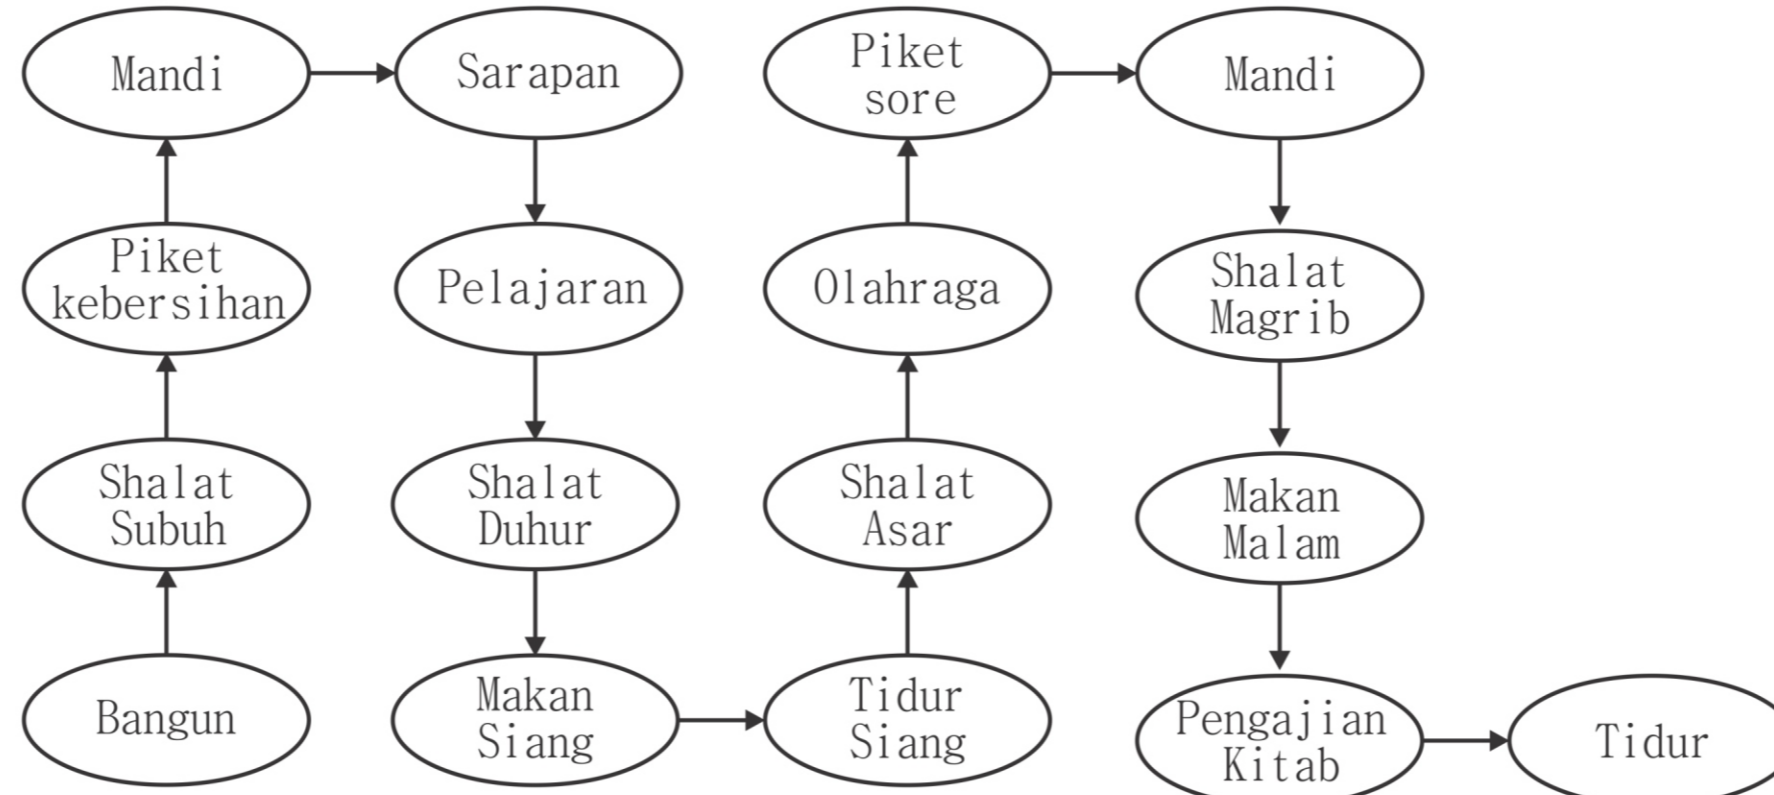 Bangun
Shalat
Subuh
Piket
kebersihan
Mandi
Sarapan
Pelajaran
Shalat
Duhur
Makan
Siang
Tidur
Siang
Shalat
Asar
Olahraga
Piket
sore
Mandi
Shalat
Magrib
Makan
Malam
Pengajian
Kitab
Tidur